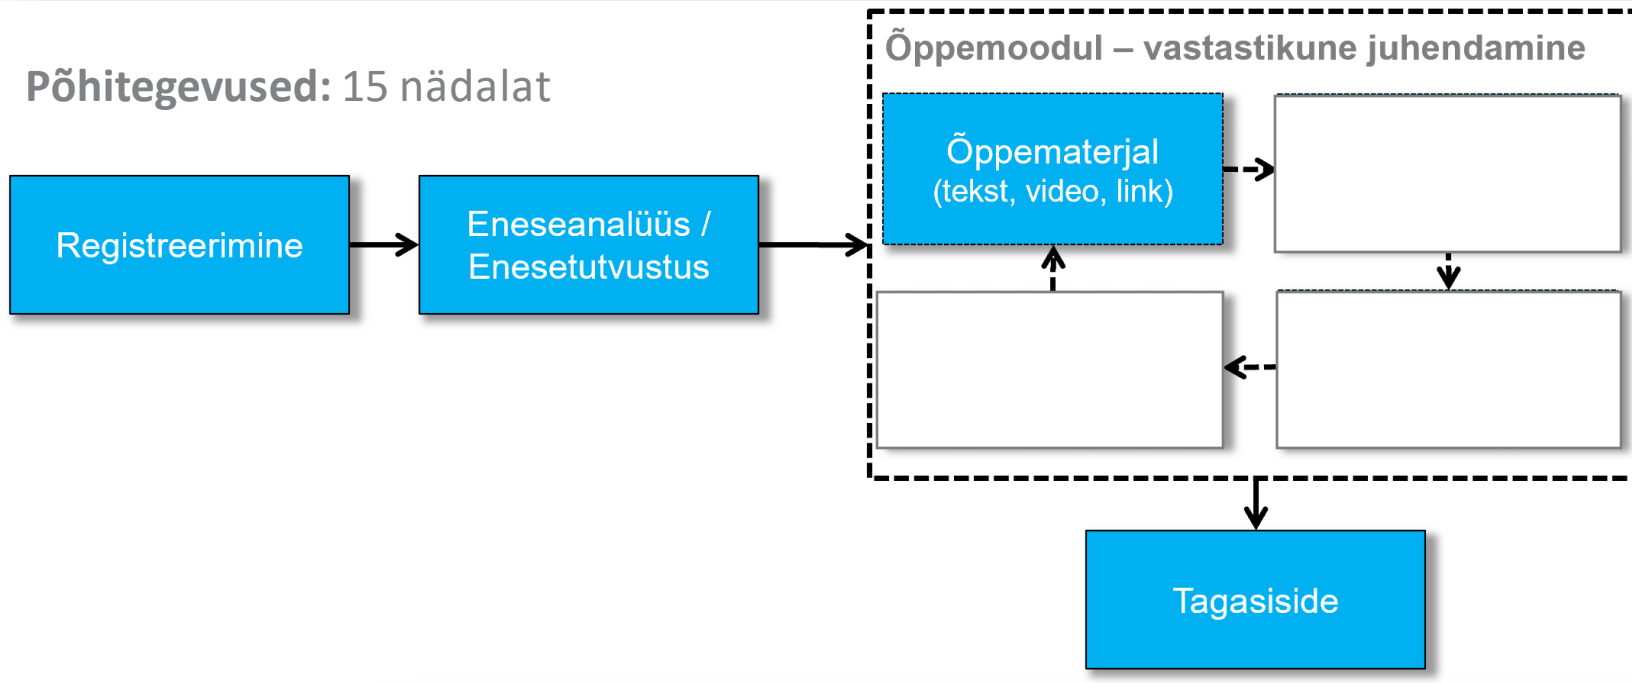 Põhitegevused: 15 nädalat
Registreerimine
Eneseanalüüs /
Enesetutvustus
Õppemoodul – vastastikune juhendamine
Õppematerjal
(tekst, video, link)
Tagasiside